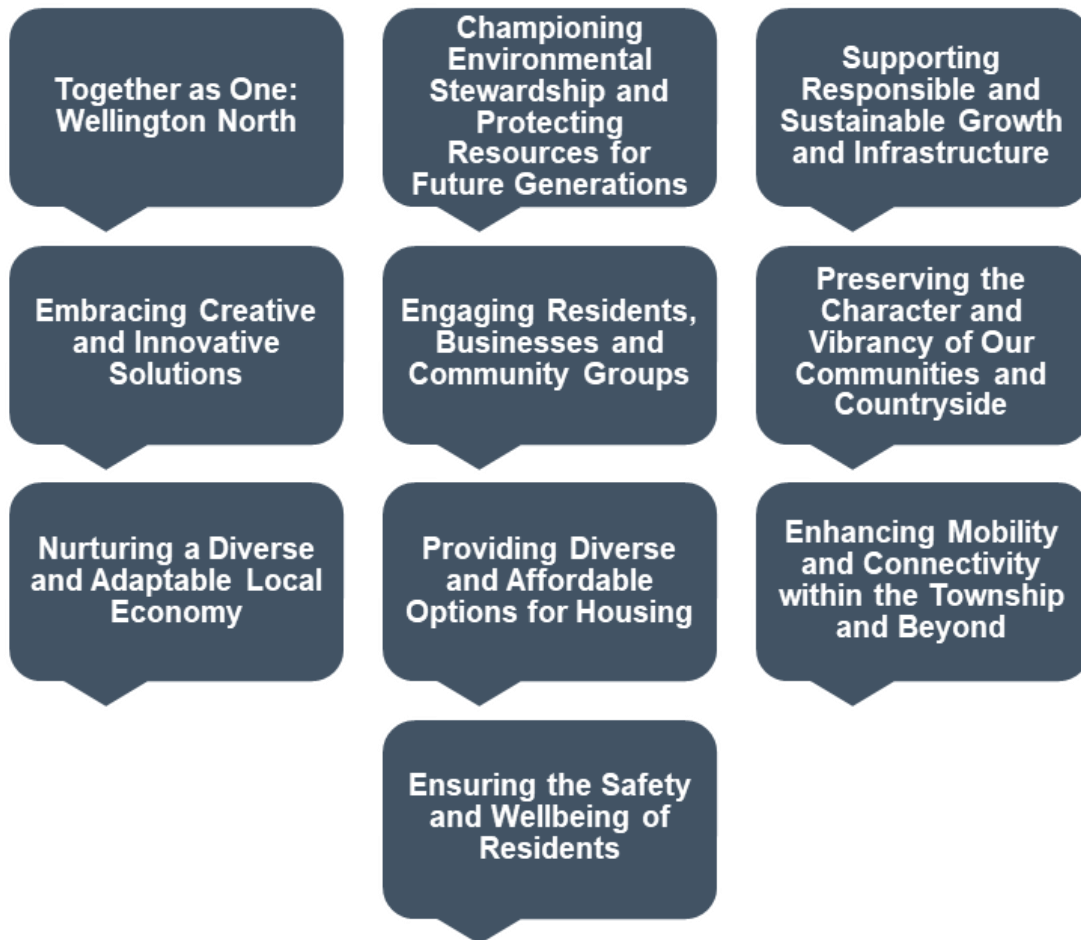 Together as One:
Wellington North
Championing
Environmental
Stewardship and
Protecting
Resources for
Future Generations
Supporting
Responsible and
Sustainable Growth
and Infrastructure
Embracing Creative
and Innovative
Solutions
Engaging Residents,
Businesses and
Community Groups
Preserving the
Character and
Vibrancy of Our
Communities and
Countryside
Nurturing a Diverse
and Adaptable Local
Economy
Providing Diverse
and Affordable
Options for Housing
Enhancing Mobility
and Connectivity
within the Township
and Beyond
Ensuring the Safety
and Wellbeing of
Residents